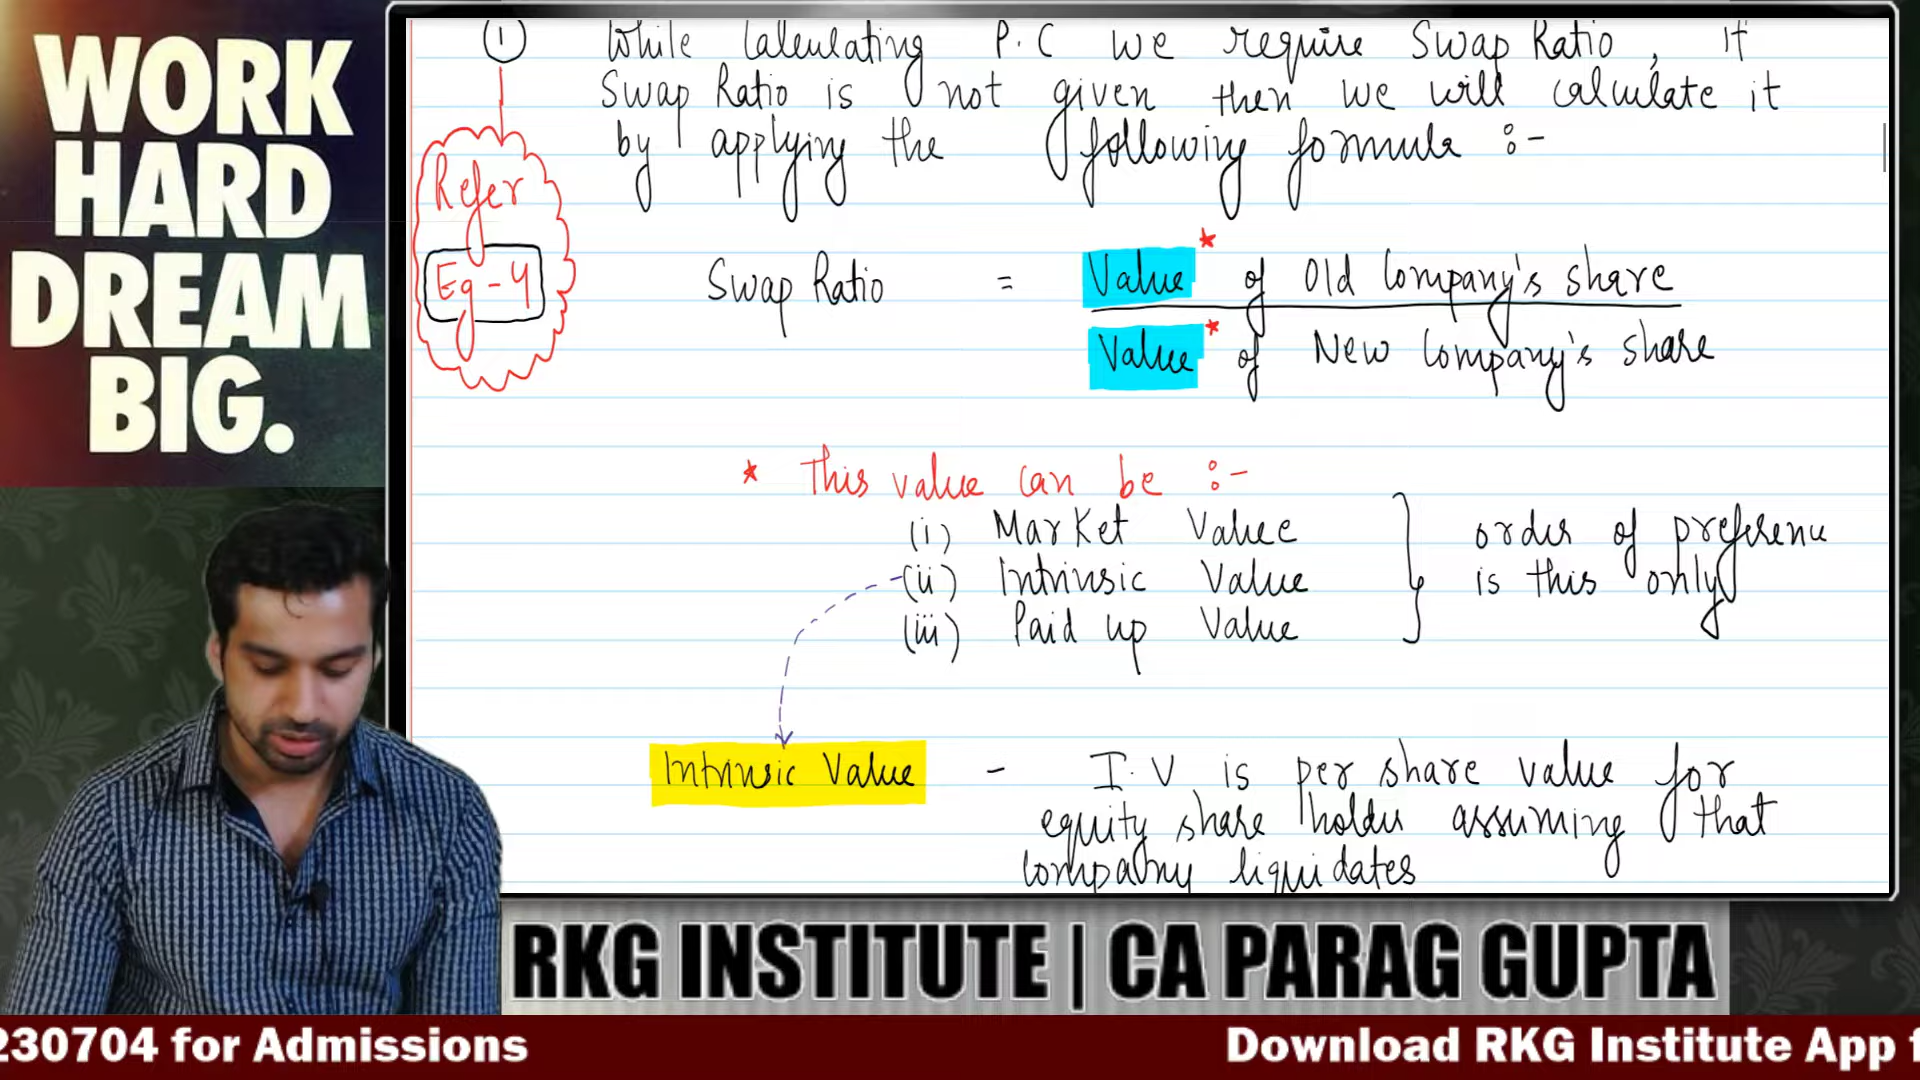 WORK
HARD
DREAM
BIG.
① While Calculating P.C we require Swap Ratio, if
Swap Ratio is not given then we will calculate it
by applying the following formula :-
Refer
Eg-4
Swap Ratio = Value* of Old Company's share
Value* of New Company's share
* This value can be :-
(i) Market Value
(ii) Intrinsic Value
(iii) Paid up Value
order of preference
is this only
Intrinsic Value - I.V is per share value for
equity share holder assuming that
company liquidates
RKG INSTITUTE | CA PARAG GUPTA
230704 for Admissions
Download RKG Institute App f